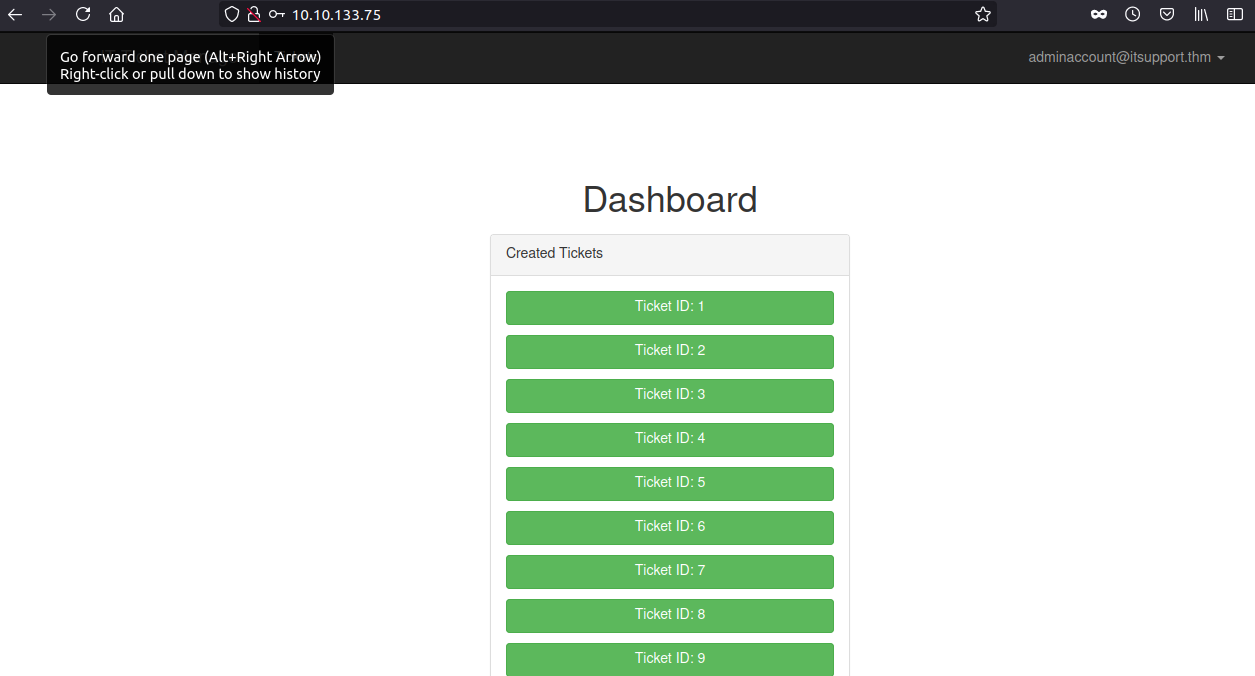 10.10.133.75
Go forward one page (Alt+Right Arrow)
Right-click or pull down to show history
adminaccount@itsupport.thm
Dashboard
Created Tickets
Ticket ID: 1
Ticket ID: 2
Ticket ID: 3
Ticket ID: 4
Ticket ID: 5
Ticket ID: 6
Ticket ID: 7
Ticket ID: 8
Ticket ID: 9